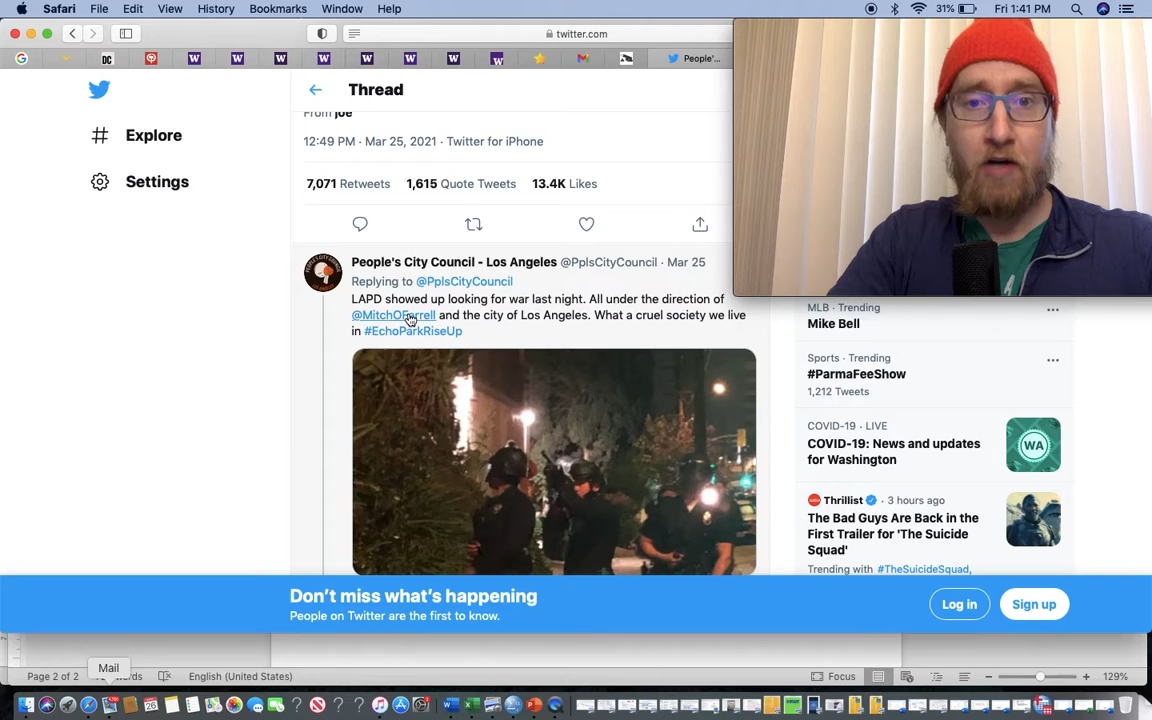 Safari File Edit View History Bookmarks Window Help
31% Fri 1:41 PM
twitter.com
People'...
Thread
Explore
Settings
From joe
12:49 PM · Mar 25, 2021 · Twitter for iPhone
7,071 Retweets 1,615 Quote Tweets 13.4K Likes
People's City Council - Los Angeles @PplsCityCouncil · Mar 25
Replying to @PplsCityCouncil
LAPD showed up looking for war last night. All under the direction of
@MitchOFarrell and the city of Los Angeles. What a cruel society we live
in #EchoParkRiseUp
MLB · Trending
Mike Bell
Sports · Trending
#ParmaFeeShow
1,212 Tweets
COVID-19 · LIVE
COVID-19: News and updates
for Washington
WA
Thrillist · 3 hours ago
The Bad Guys Are Back in the
First Trailer for 'The Suicide
Squad'
Trending with #TheSuicideSquad,
Don't miss what's happening
People on Twitter are the first to know.
Log in
Sign up
Mail
Page 2 of 2
English (United States)
Focus
129%